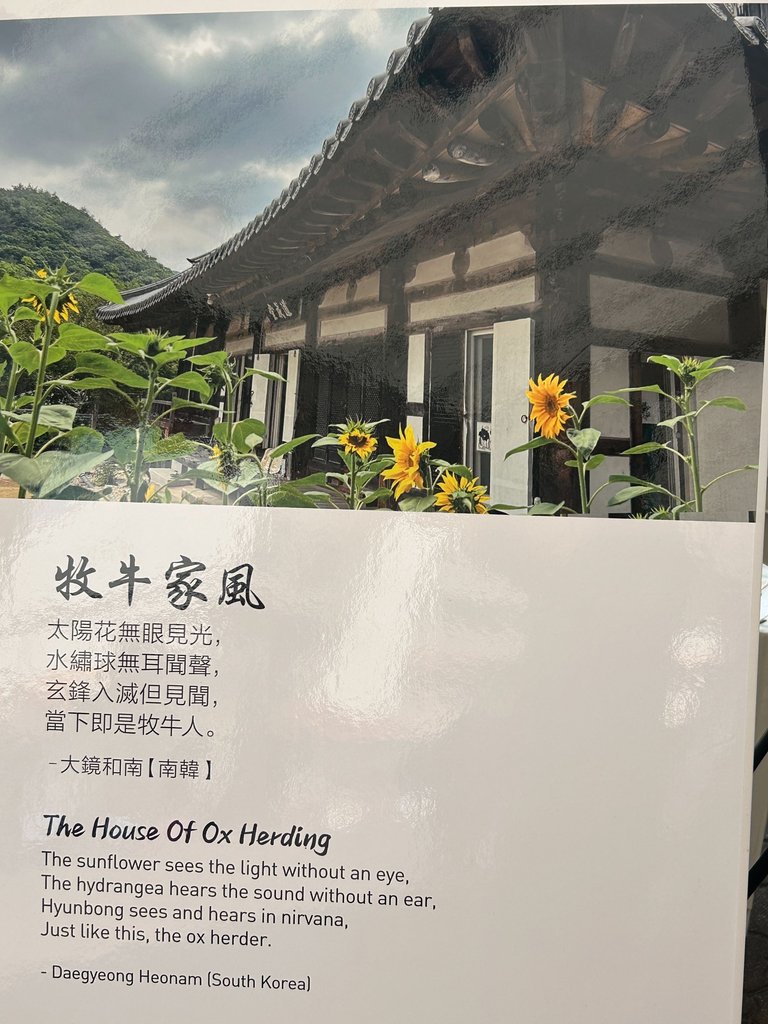 牧牛家風
太陽花無眼見光,
水繡球無耳聞聲,
玄鋒入滅但見聞,
當下即是牧牛人。
-大鏡和南【南韓】
The House Of Ox Herding
The sunflower sees the light without an eye,
The hydrangea hears the sound without an ear,
Hyunbong sees and hears in nirvana,
Just like this, the ox herder.
- Daegyeong Heonam (South Korea)